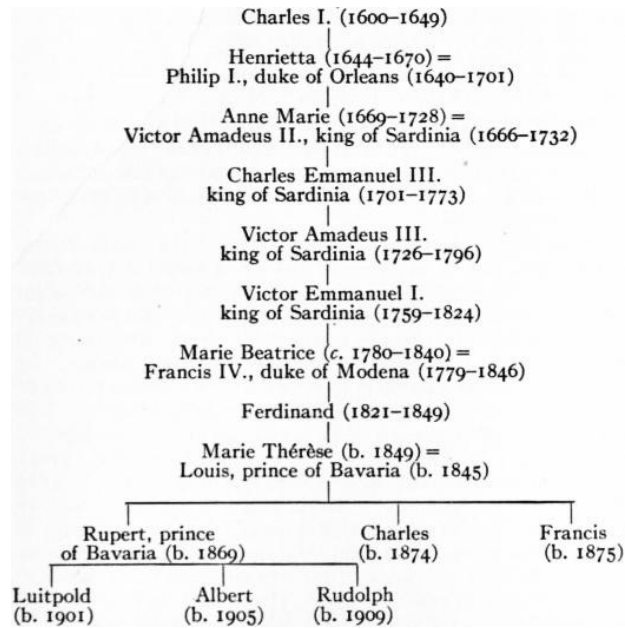 Charles I. (1600–1649)
Henrietta (1644–1670) =
Philip I., duke of Orleans (1640–1701)
Anne Marie (1669–1728) =
Victor Amadeus II., king of Sardinia (1666–1732)
Charles Emmanuel III.
king of Sardinia (1701–1773)
Victor Amadeus III.
king of Sardinia (1726–1796)
Victor Emmanuel I.
king of Sardinia (1759–1824)
Marie Beatrice (c. 1780–1840) =
Francis IV., duke of Modena (1779–1846)
Ferdinand (1821–1849)
Marie Thérèse (b. 1849) =
Louis, prince of Bavaria (b. 1845)
Rupert, prince
of Bavaria (b. 1869)
Charles
(b. 1874)
Francis
(b. 1875)
Luitpold
(b. 1901)
Albert
(b. 1905)
Rudolph
(b. 1909)